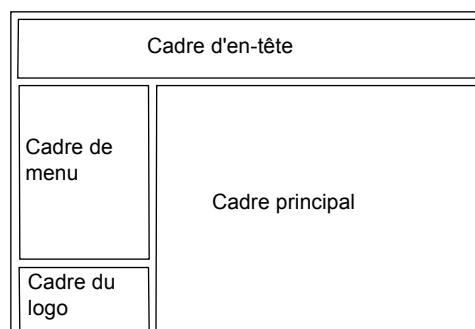 Cadre d'en-tête
Cadre de
menu
Cadre principal
Cadre du
logo